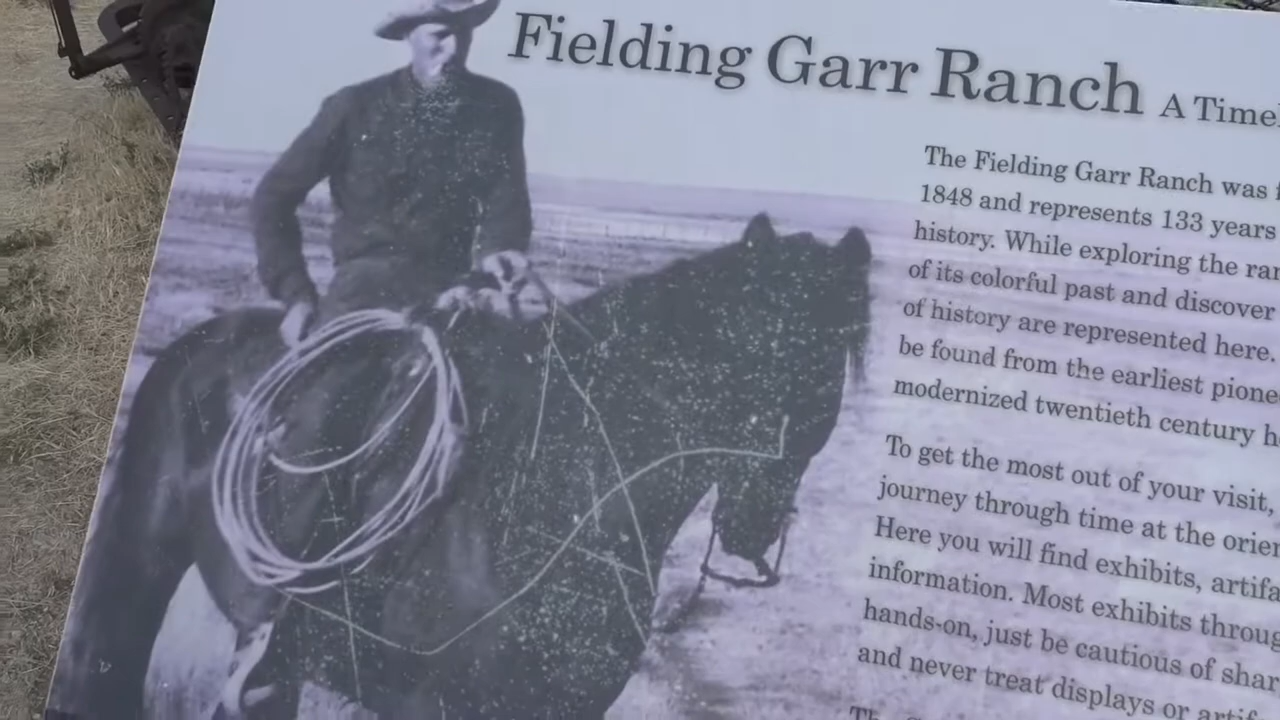 Fielding Garr Ranch A Time
The Fielding Garr Ranch was
1848 and represents 133 years
history. While exploring the ran
of its colorful past and discover
of history are represented here.
be found from the earliest pione
modernized twentieth century h
To get the most out of your visit,
journey through time at the orien
Here you will find exhibits, artifa
information. Most exhibits throug
hands-on, just be cautious of shar
and never treat displays or artif